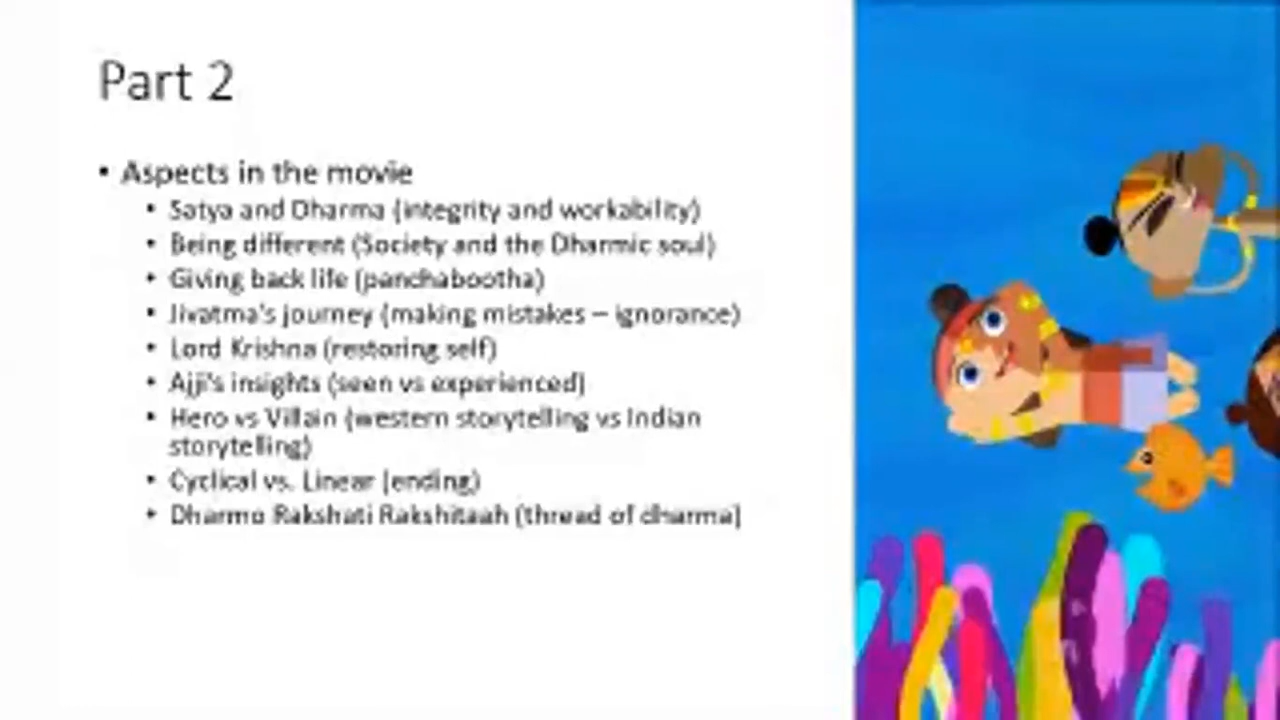 Part 2
• Aspects in the movie
• Satya and Dharma (integrity and workability)
• Being different (Society and the Dharmic soul)
• Giving back life (panchabootha)
• Jivatma's journey (making mistakes – ignorance)
• Lord Krishna (restoring self)
• Ajji's insights (seen vs experienced)
• Hero vs Villain (western storytelling vs Indian
storytelling)
• Cyclical vs. Linear (ending)
• Dharmo Rakshati Rakshitaah (thread of dharma)